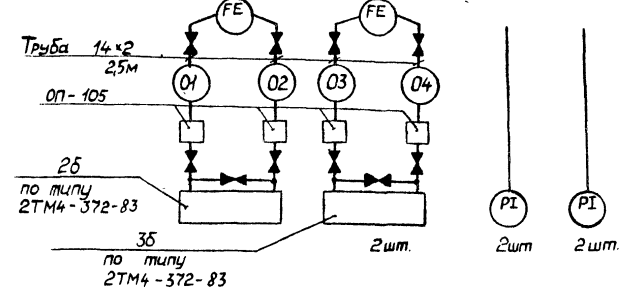 FE FE
Труба 14×2
2,5м
01 02 03 04
ОП-105
2б
по типу
2ТМ4-372-83
3б
по типу
2ТМ4-372-83
2шт.
PI PI
2шт 2шт.